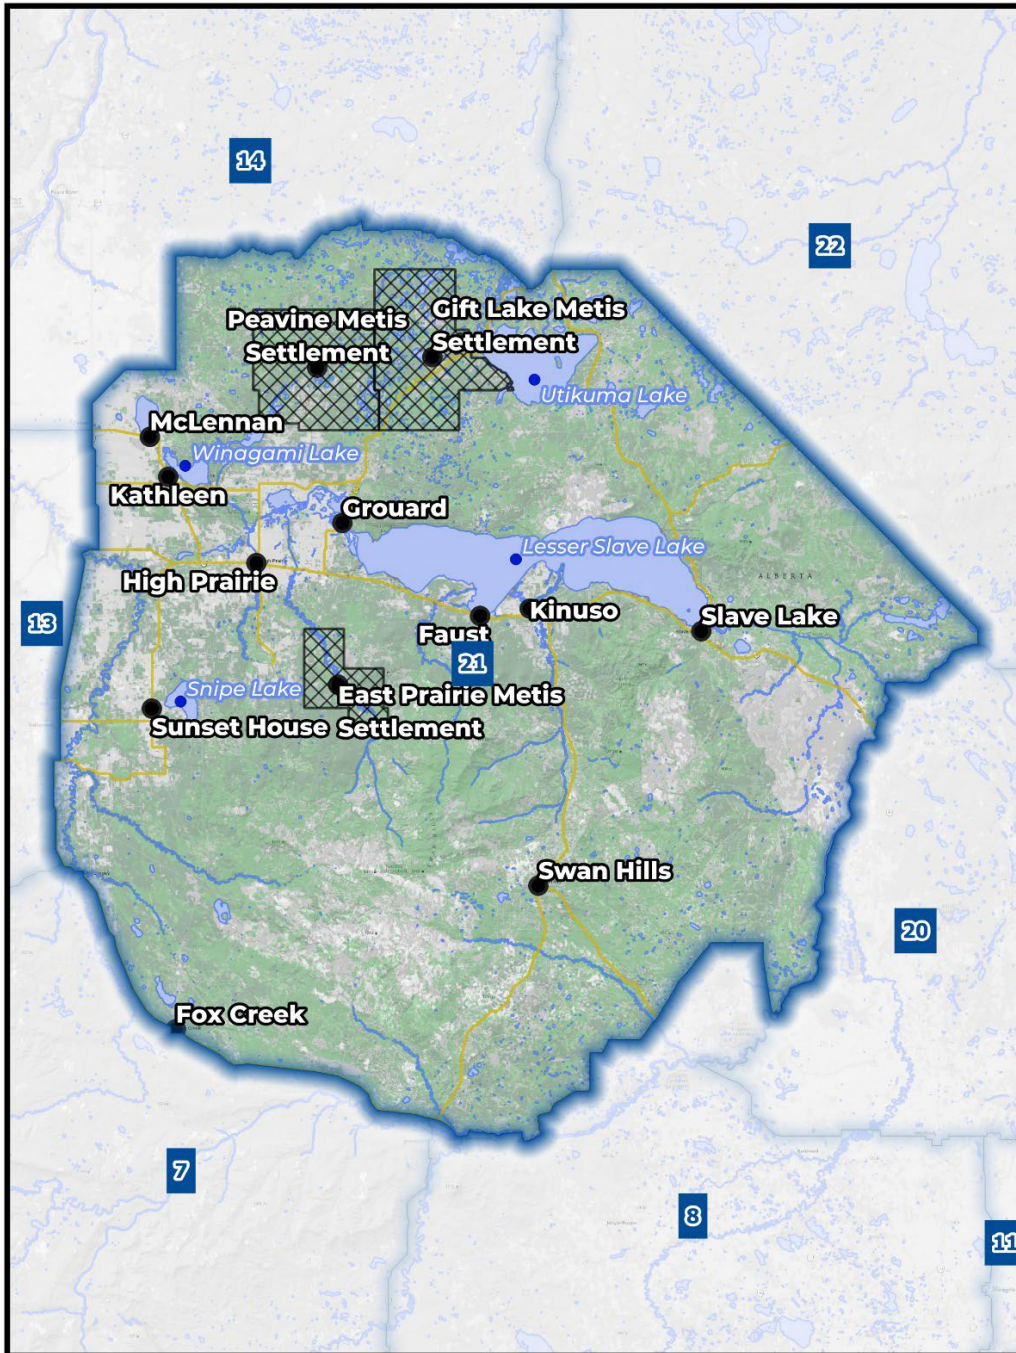 14
22
Gift Lake Metis
Settlement
Peavine Metis
Settlement
Utikuma Lake
McLennan
Winagami Lake
Kathleen
Grouard
Lesser Slave Lake
High Prairie
ALBERTA
13
Kinuso
Slave Lake
Faust
21
Snipe Lake
East Prairie Metis
Settlement
Sunset House
Swan Hills
20
Fox Creek
7
8
11